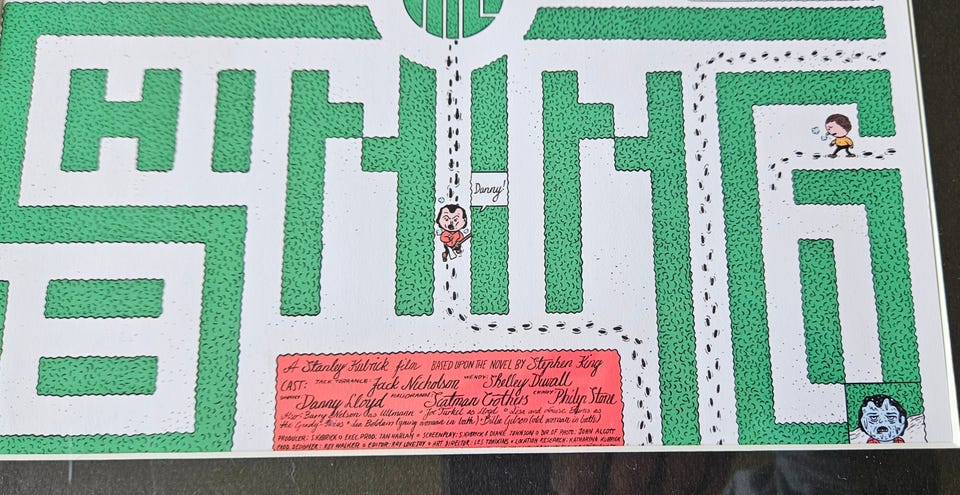 THE
HINING
Danny!
A Stanley Kubrick film BASED UPON THE NOVEL BY Stephen King
CAST: JACK TORRANCE: Jack Nicholson WENDY: Shelley Duvall
DANNY: Danny Lloyd HALLORANN: Scatman Crothers Philip Stone
Also Barry Nelson as Ullmann • Joe Turkel as Lloyd • Lisa and Louise Burns as
the Grady • Lia Beldam (young woman in bath) • Billie Gibson (old woman in bath)
PRODUCER: S. KUBRICK • EXEC. PROD: JAN HARLAN • SCREENPLAY: S. KUBRICK & DIANE JOHNSON • DIR OF PHOTO: JOHN ALCOTT
PROD. DESIGNER: ROY WALKER • EDITOR: RAY LOVEJOY • ART DIRECTOR: LES TOMKINS • LOCATION RESEARCH: KATHARINA KUBRICK